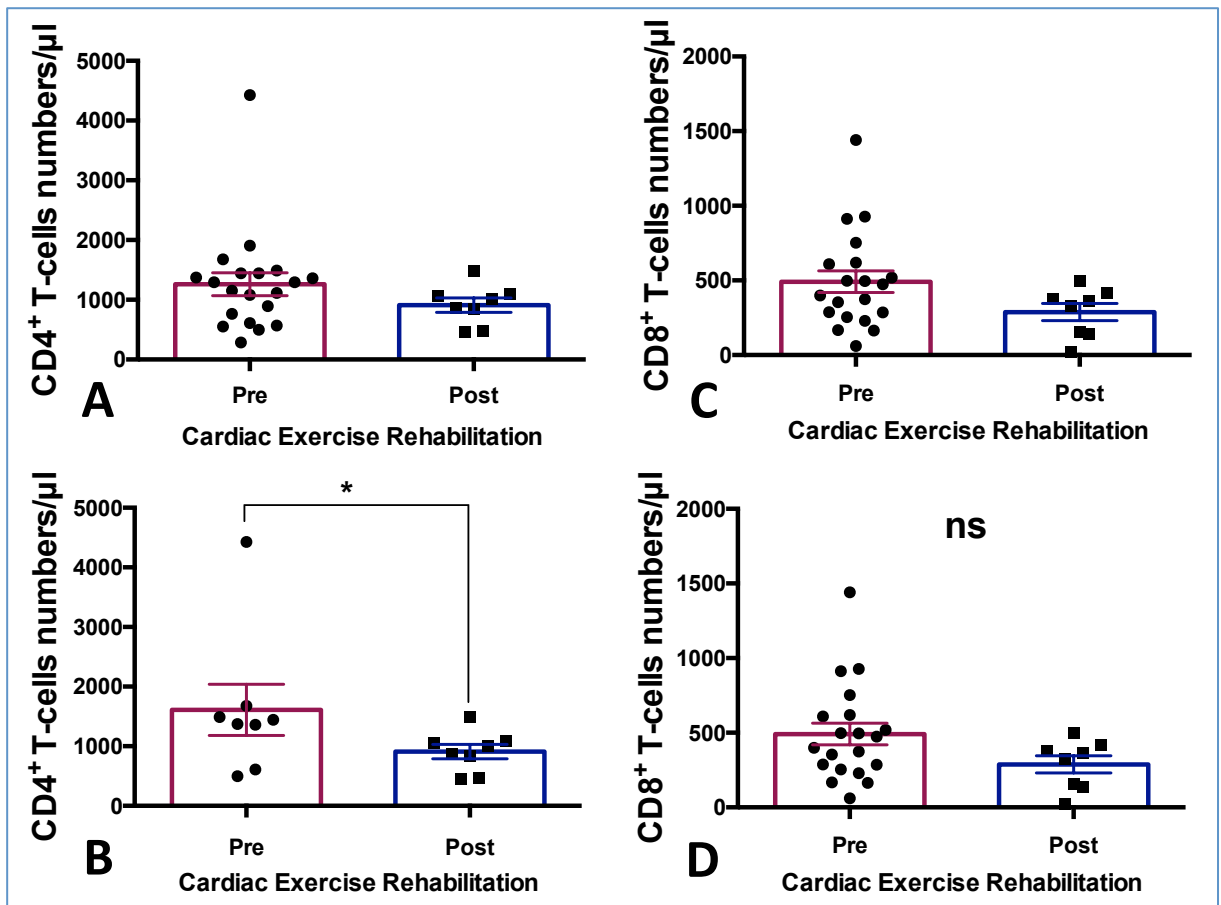 CD4+ T-cells numbers/µl
5000
4000
3000
2000
1000
0
Pre
Post
Cardiac Exercise Rehabilitation
A
CD8+ T-cells numbers/µl
2000
1500
1000
500
0
Pre
Post
Cardiac Exercise Rehabilitation
C
CD4+ T-cells numbers/µl
5000
4000
3000
2000
1000
0
*
Pre
Post
Cardiac Exercise Rehabilitation
B
CD8+ T-cells numbers/µl
2000
1500
1000
500
0
ns
Pre
Post
Cardiac Exercise Rehabilitation
D